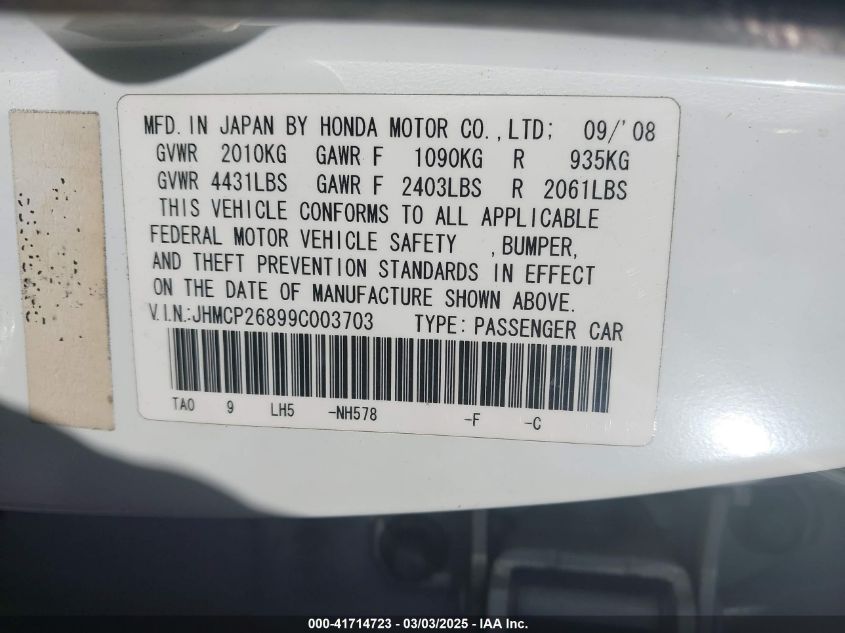 MFD. IN JAPAN BY HONDA MOTOR CO., LTD; 09/'08
GVWR 2010KG GAWR F 1090KG R 935KG
GVWR 4431LBS GAWR F 2403LBS R 2061LBS
THIS VEHICLE CONFORMS TO ALL APPLICABLE
FEDERAL MOTOR VEHICLE SAFETY , BUMPER,
AND THEFT PREVENTION STANDARDS IN EFFECT
ON THE DATE OF MANUFACTURE SHOWN ABOVE.
V.I.N.:JHMCP26899C003703 TYPE: PASSENGER CAR
TA0 9 LH5 -NH578 -F -C
000-41714723 - 03/03/2025 - IAA Inc.